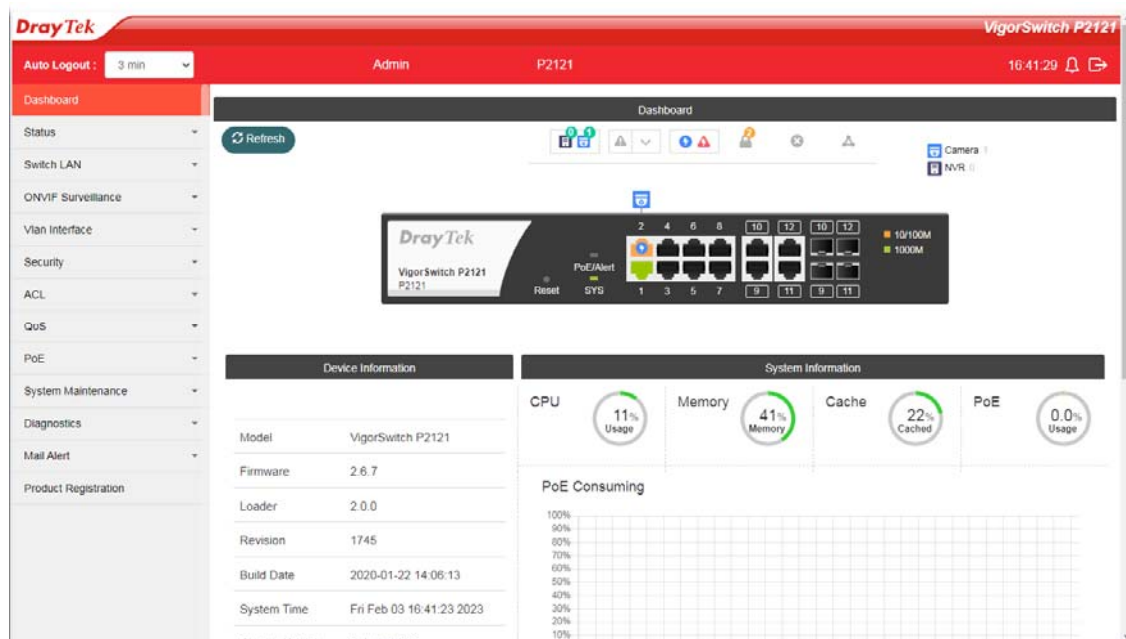 DrayTek
VigorSwitch P2121
Auto Logout : 3 min
Admin
P2121
16:41:29
Dashboard
Status
Switch LAN
ONVIF Surveillance
Vlan Interface
Security
ACL
QoS
PoE
System Maintenance
Diagnostics
Mail Alert
Product Registration
Dashboard
Refresh
0 1
2
Camera 1
NVR 0
DrayTek
VigorSwitch P2121
P2121
Reset
PoE/Alert
SYS
2 4 6 8 10 12 10 12
1 3 5 7 9 11 9 11
10/100M
1000M
Device Information
Model VigorSwitch P2121
Firmware 2.6.7
Loader 2.0.0
Revision 1745
Build Date 2020-01-22 14:06:13
System Time Fri Feb 03 16:41:23 2023
System Information
CPU
11%
Usage
Memory
41%
Memory
Cache
22%
Cached
PoE
0.0%
Usage
PoE Consuming
100%
90%
80%
70%
60%
50%
40%
30%
20%
10%